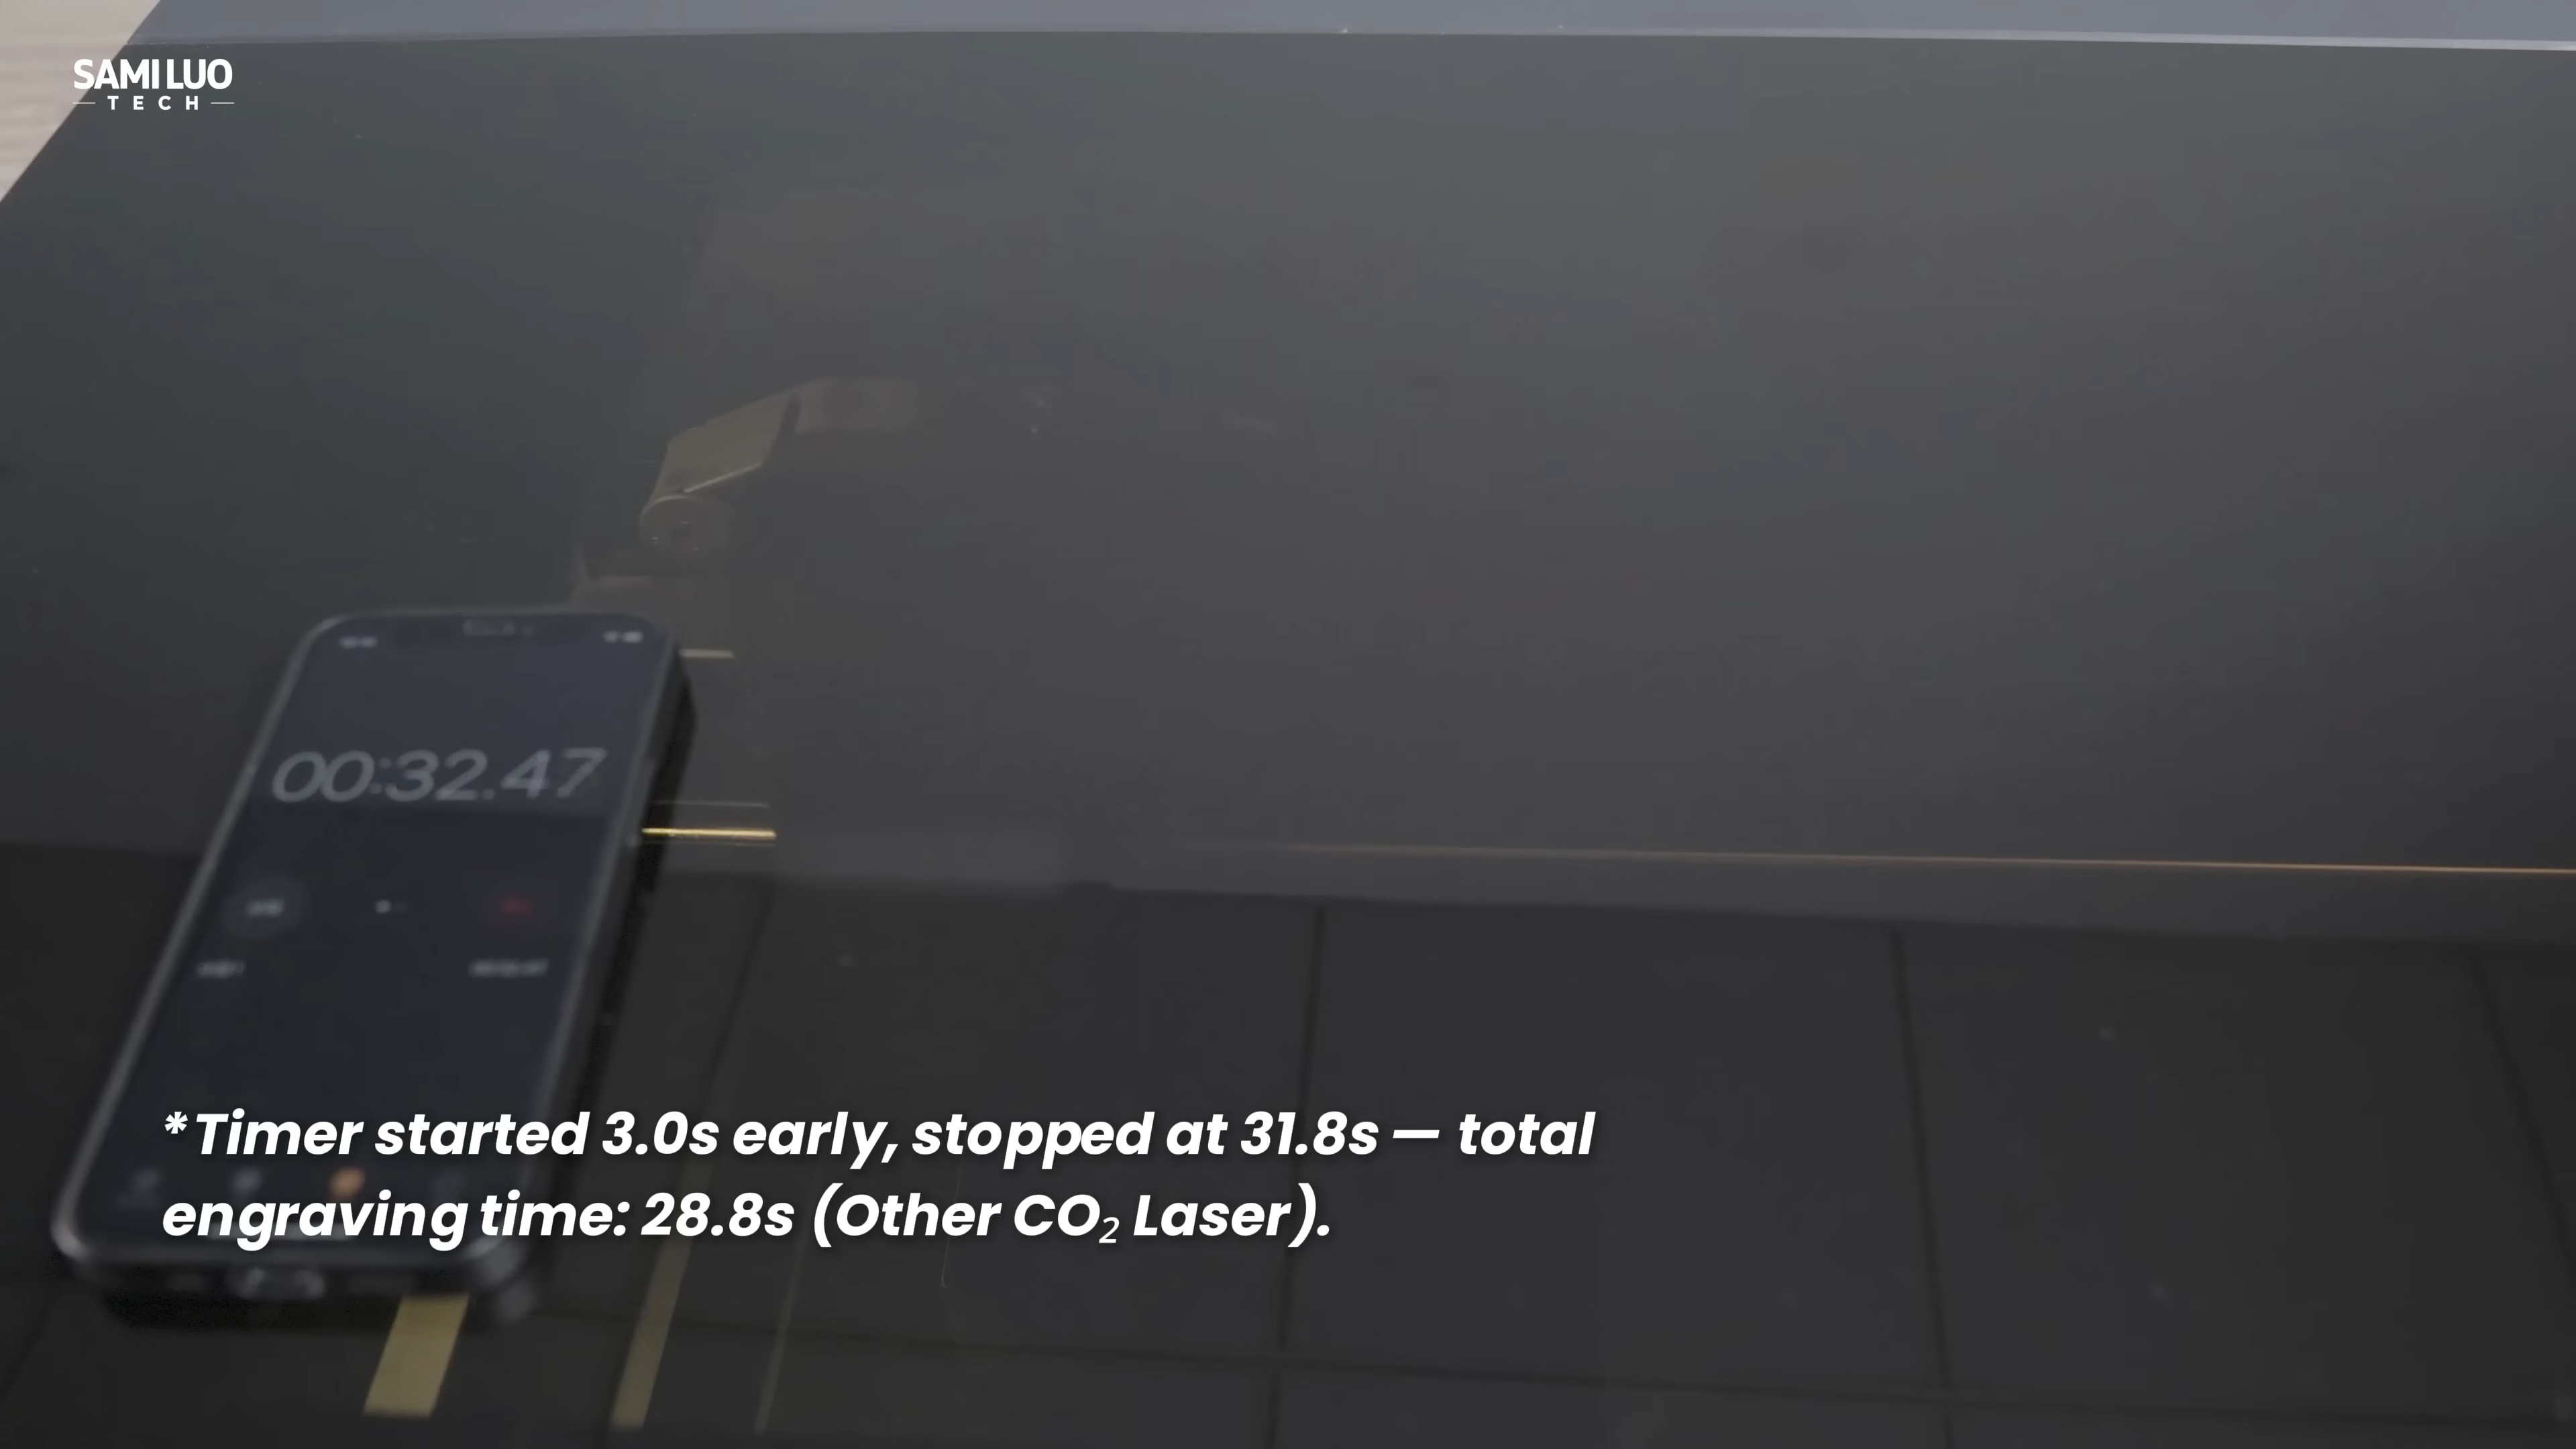 SAMI LUO
TECH
00:32.47
*Timer started 3.0s early, stopped at 31.8s — total
engraving time: 28.8s (Other CO₂ Laser).